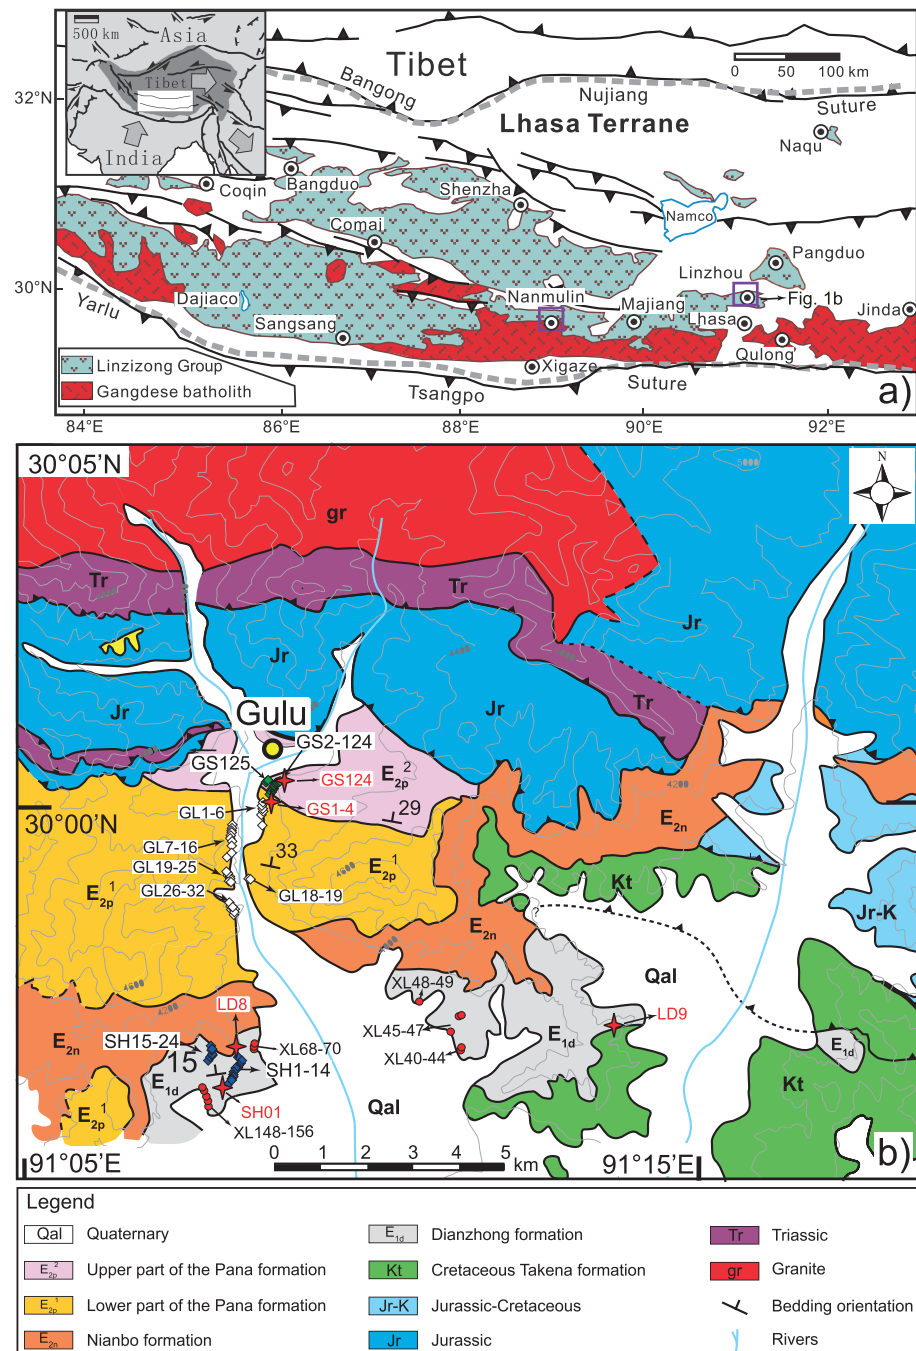 500 km
Asia
Tibet
India
Tibet
0 50 100 km
Bangong
Nujiang
Suture
Lhasa Terrane
Naqu
32°N
Coqin
Bangduo
Shenzha
Namco
Comai
Pangduo
Linzhou
30°N
Dajiaco
Nanmulin
Majiang
Fig. 1b
Jinda
Lhasa
Yarlu
Sangsang
Qulong
Xigaze
Linzizong Group
Gangdese batholith
Tsangpo
Suture
a)
84°E 86°E 88°E 90°E 92°E
30°05'N
5000
N
gr
Tr
Tr
Jr
Jr
4400
Jr
Jr
Tr
Gulu
GS2-124
GS125
GS124
E2p2
4200
GL1-6
GS1-4
29
30°00'N
E2n
GL7-16
33
GL19-25
4600
E2p1
Kt
E2p1
GL26-32
GL18-19
Jr-K
?
E2n
4600
XL48-49
Qal
LD8
4200
XL45-47
LD9
E2n
SH15-24
XL68-70
E1d
E1d
15
XL40-44
SH1-14
E1d
Kt
E2p1
SH01
Qal
XL148-156
b)
91°05'E
0 1 2 3 4 5 km
91°15'E
Legend
Qal Quaternary
E2p2 Upper part of the Pana formation
E2p1 Lower part of the Pana formation
E2n Nianbo formation
E1d Dianzhong formation
Kt Cretaceous Takena formation
Jr-K Jurassic-Cretaceous
Jr Jurassic
Tr Triassic
gr Granite
Bedding orientation
Rivers